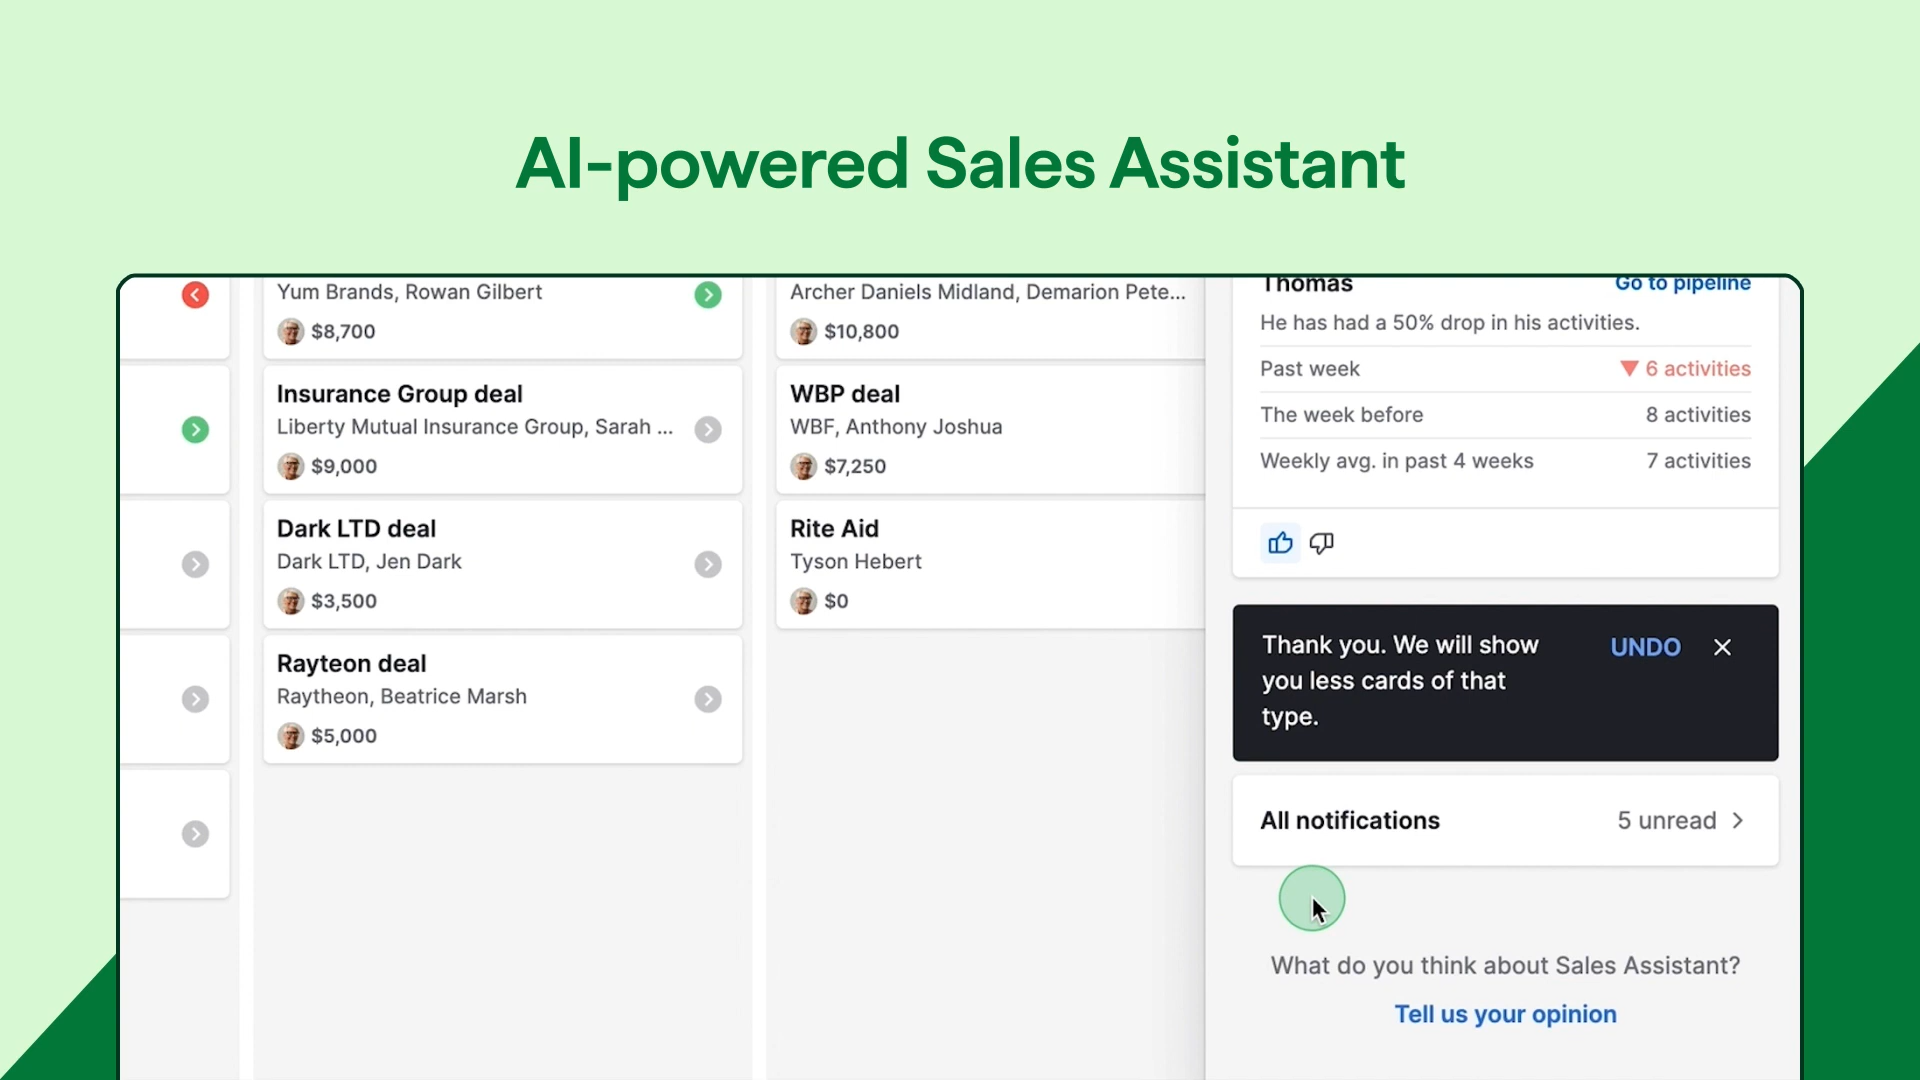 AI-powered Sales Assistant
Yum Brands, Rowan Gilbert
$8,700
Insurance Group deal
Liberty Mutual Insurance Group, Sarah ...
$9,000
Dark LTD deal
Dark LTD, Jen Dark
$3,500
Rayteon deal
Raytheon, Beatrice Marsh
$5,000
Archer Daniels Midland, Demarion Pete...
$10,800
WBP deal
WBF, Anthony Joshua
$7,250
Rite Aid
Tyson Hebert
$0
Thomas
Go to pipeline
He has had a 50% drop in his activities.
Past week
6 activities
The week before
8 activities
Weekly avg. in past 4 weeks
7 activities
Thank you. We will show
you less cards of that
type.
UNDO
All notifications
5 unread
What do you think about Sales Assistant?
Tell us your opinion